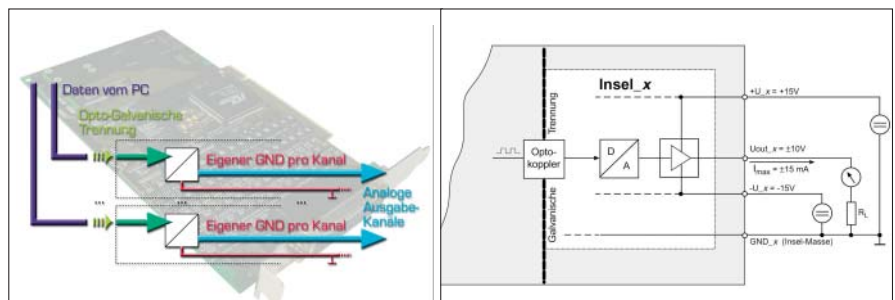 Daten vom PC
Opto-Galvanische
Trennung
Eigener GND pro Kanal
...
...
Analoge
Ausgabe-
Kanäle
Eigener GND pro Kanal
Insel_x
Galvanische Trennung
Opto-
koppler
D
A
+U_x = +15V
Uout_x = ±10V
Imax = ±15 mA
-U_x = -15V
RL
GND_x (Insel-Masse)